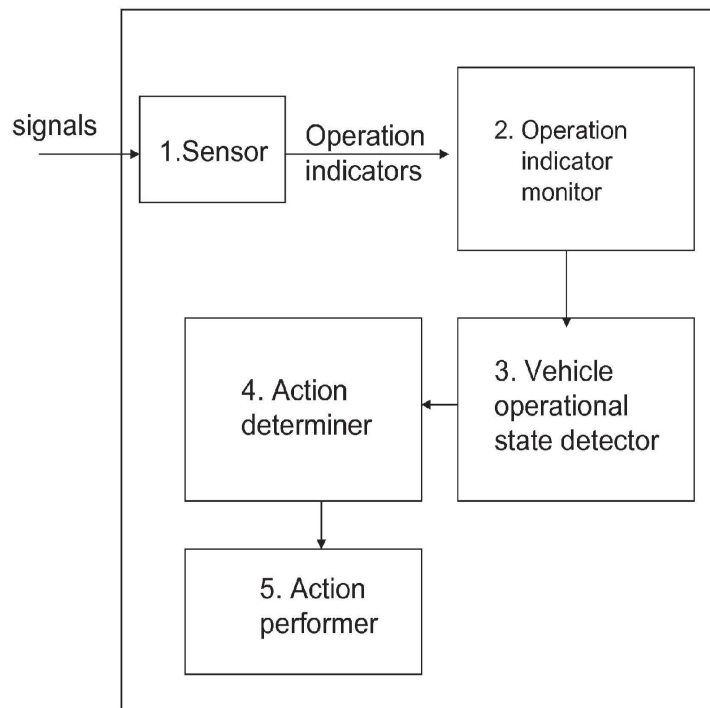 signals
1.Sensor
Operation
indicators
2. Operation
indicator
monitor
3. Vehicle
operational
state detector
4. Action
determiner
5. Action
performer